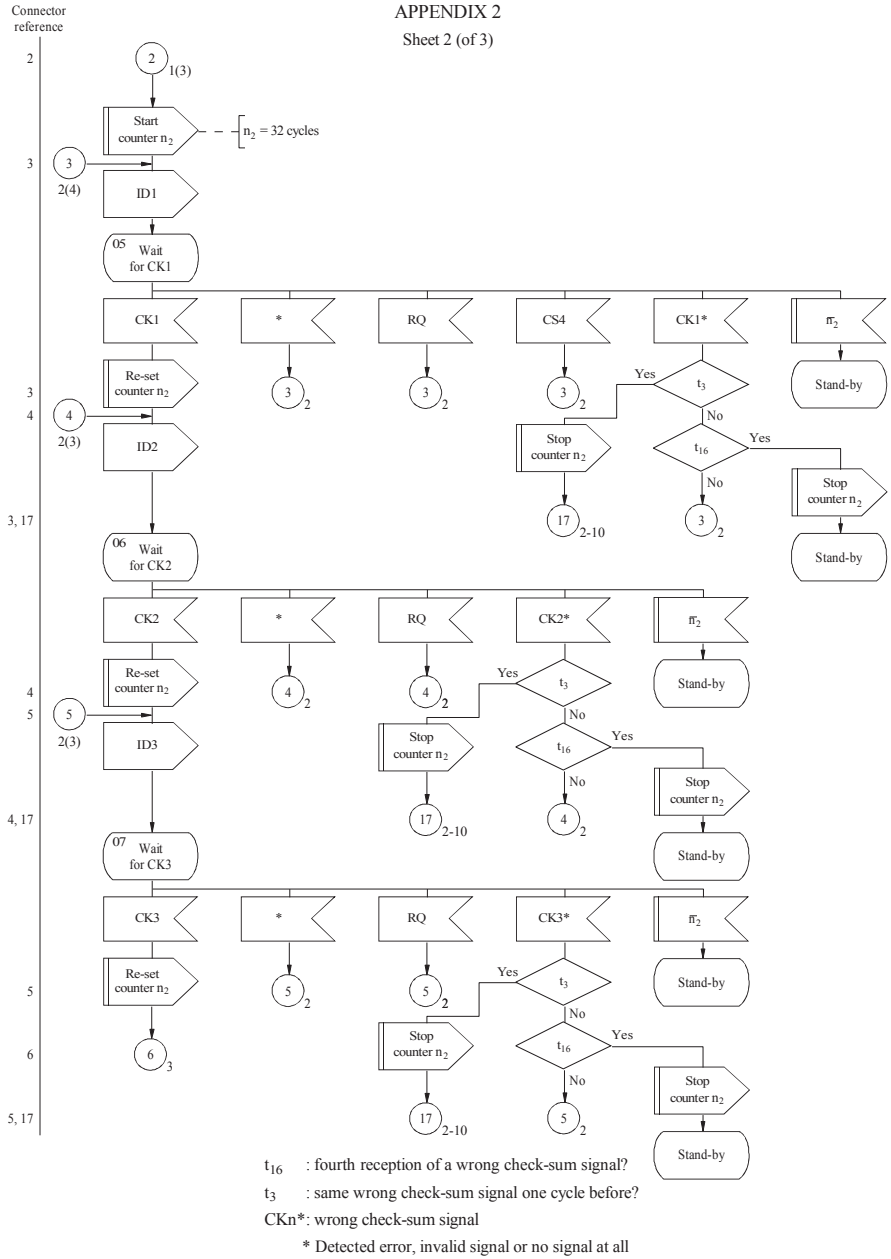 Connector
reference
APPENDIX 2
Sheet 2 (of 3)
2
2
1(3)
Start
counter n2
n2 = 32 cycles
3
3
2(4)
ID1
05 Wait
for CK1
CK1
*
RQ
CS4
CK1*
n2
Re-set
counter n2
3
2
3
2
3
2
Yes
t3
No
Stand-by
3
4
4
2(3)
ID2
Stop
counter n2
t16
Yes
No
Stop
counter n2
3, 17
17
2-10
3
2
Stand-by
06 Wait
for CK2
CK2
*
RQ
CK2*
n2
Re-set
counter n2
4
2
4
2
Yes
t3
No
Stand-by
4
5
5
2(3)
ID3
Stop
counter n2
t16
Yes
No
Stop
counter n2
4, 17
17
2-10
4
2
Stand-by
07 Wait
for CK3
CK3
*
RQ
CK3*
n2
Re-set
counter n2
5
2
5
2
Yes
t3
No
Stand-by
5
6
6
3
Stop
counter n2
t16
Yes
No
Stop
counter n2
5, 17
17
2-10
5
2
Stand-by
t16 : fourth reception of a wrong check-sum signal?
t3 : same wrong check-sum signal one cycle before?
CKn*: wrong check-sum signal
* Detected error, invalid signal or no signal at all